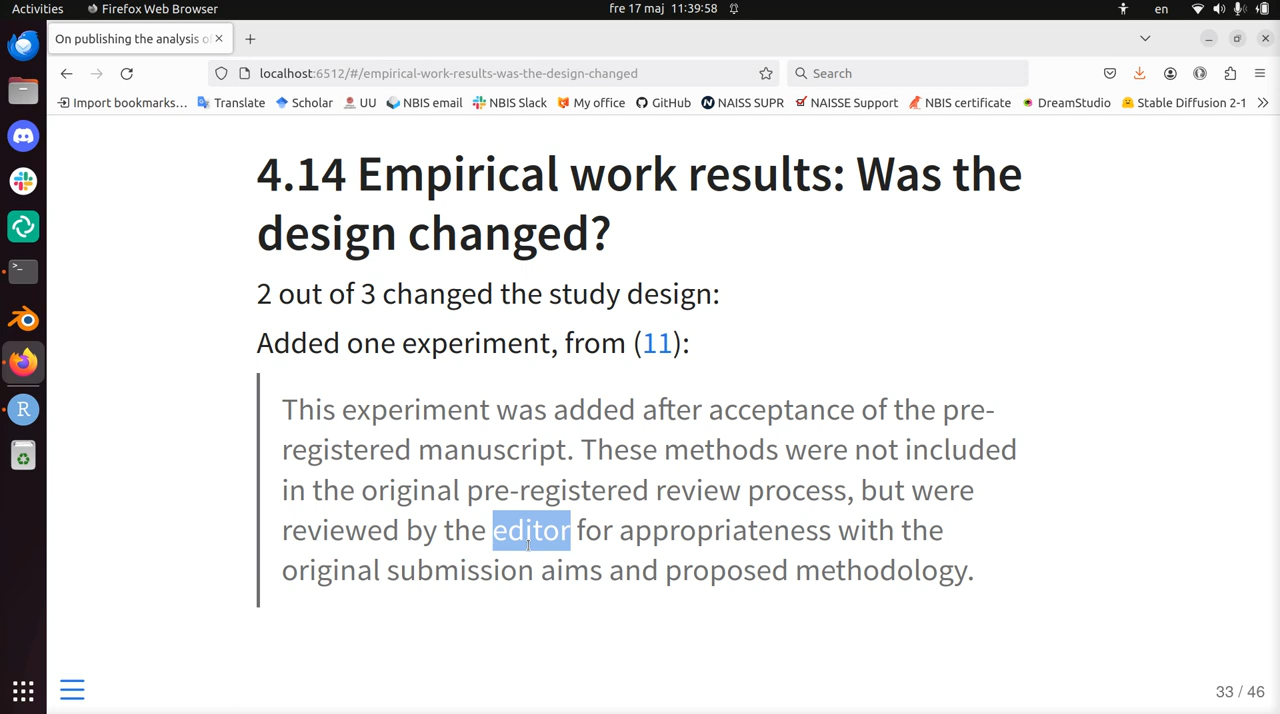 Activities
Firefox Web Browser
fre 17 maj 11:39:58
en
On publishing the analysis o
localhost:6512/#/empirical-work-results-was-the-design-changed
Search
Import bookmarks...
Translate
Scholar
UU
NBIS email
NBIS Slack
My office
GitHub
NAISS SUPR
NAISSE Support
NBIS certificate
DreamStudio
Stable Diffusion 2-1
4.14 Empirical work results: Was the
design changed?
2 out of 3 changed the study design:
Added one experiment, from (11):
This experiment was added after acceptance of the pre-
registered manuscript. These methods were not included
in the original pre-registered review process, but were
reviewed by the editor for appropriateness with the
original submission aims and proposed methodology.
R
33 / 46